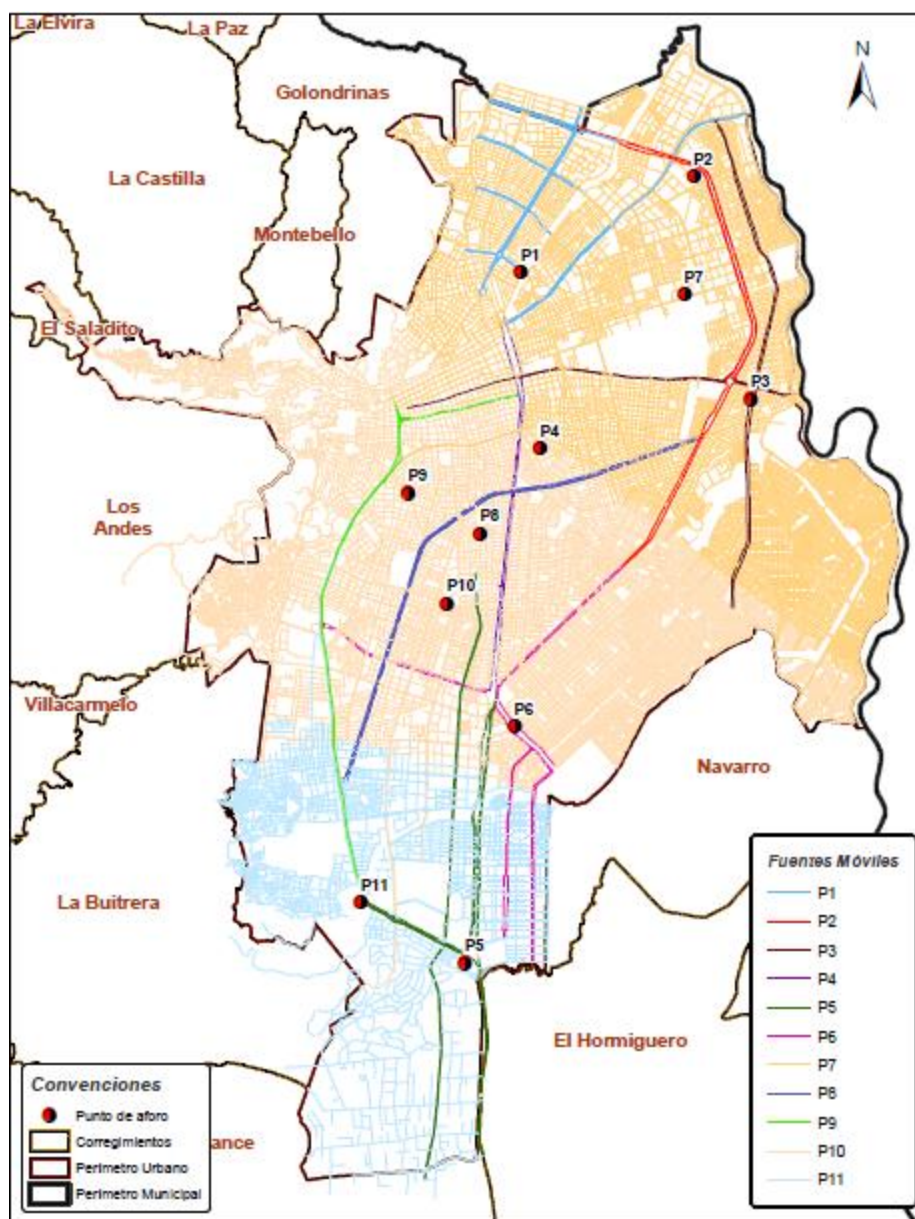 La Elvira
La Paz
Golondrinas
N
La Castilla
P2
Montebello
P1
P7
El Saladito
P3
P4
P9
Los
Andes
P8
P10
Villacarmelo
P6
Navarro
La Buitrera
P11
P5
El Hormiguero
ance
Convenciones
Punto de aforo
Corregimientos
Perímetro Urbano
Perímetro Municipal
Fuentes Móviles
P1
P2
P3
P4
P5
P6
P7
P8
P9
P10
P11